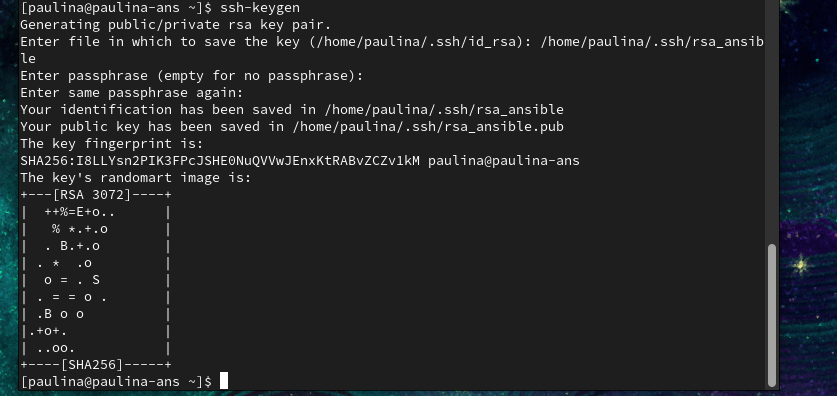 [paulina@paulina-ans ~]$ ssh-keygen
Generating public/private rsa key pair.
Enter file in which to save the key (/home/paulina/.ssh/id_rsa): /home/paulina/.ssh/rsa_ansib
le
Enter passphrase (empty for no passphrase):
Enter same passphrase again:
Your identification has been saved in /home/paulina/.ssh/rsa_ansible
Your public key has been saved in /home/paulina/.ssh/rsa_ansible.pub
The key fingerprint is:
SHA256:I8LLYsn2PIK3FPcJSHE0NuQVVwJEnxKtRABvZCZv1kM paulina@paulina-ans
The key's randomart image is:
+---[RSA 3072]----+
|  ++%=E+o..      |
|   % *.+.o       |
|  . B.+.o        |
| . *  .o         |
|  o = . S        |
| . = = o .       |
| .B o o          |
|.+o+.            |
| ..oo.           |
+----[SHA256]-----+
[paulina@paulina-ans ~]$